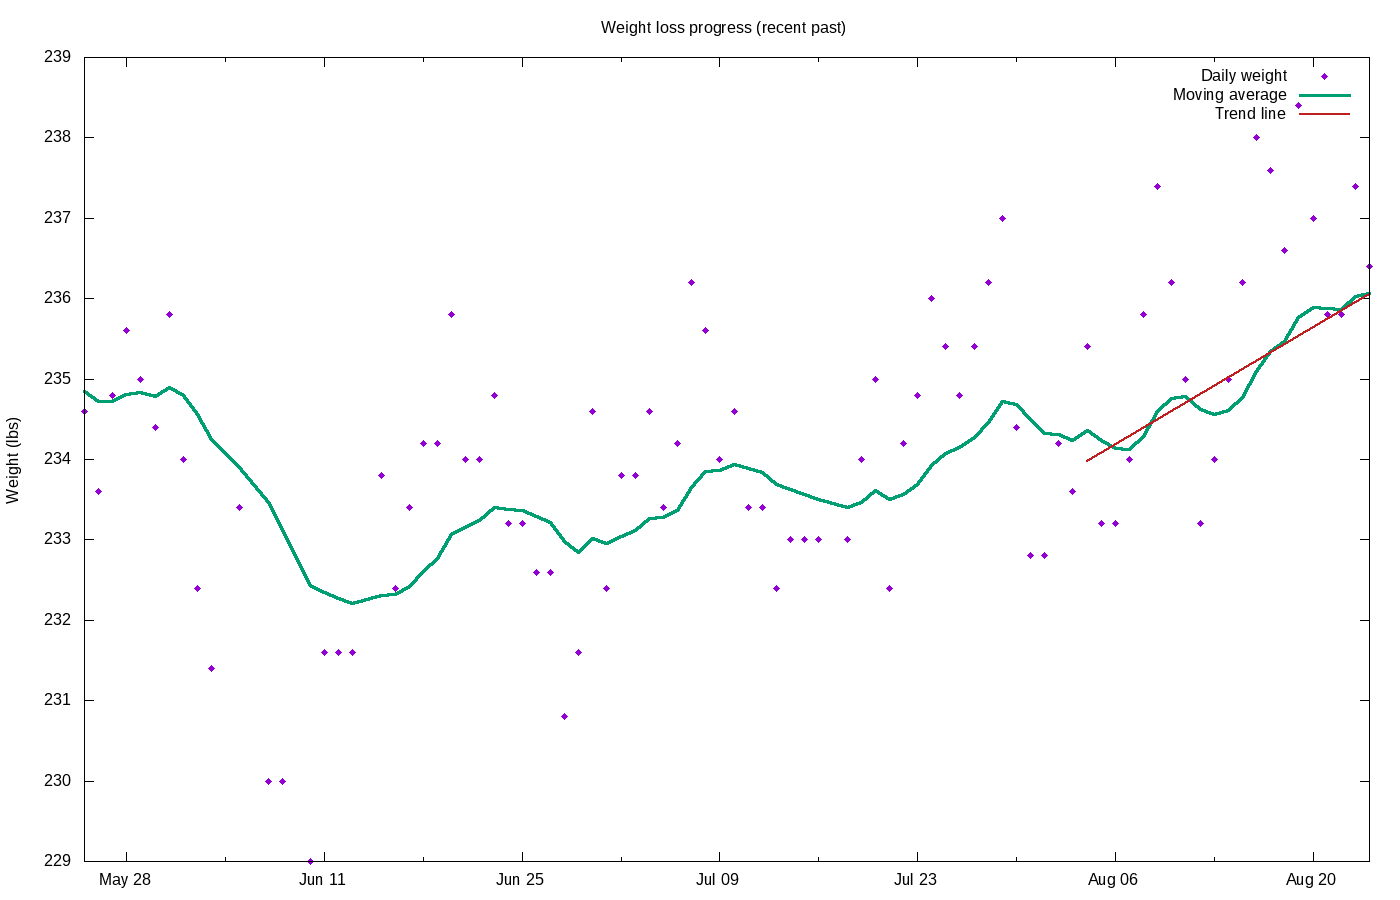 Weight loss progress (recent past)
239
238
237
236
235
234
233
232
231
230
229
Weight (lbs)
Daily weight
Moving average
Trend line
May 28
Jun 11
Jun 25
Jul 09
Jul 23
Aug 06
Aug 20